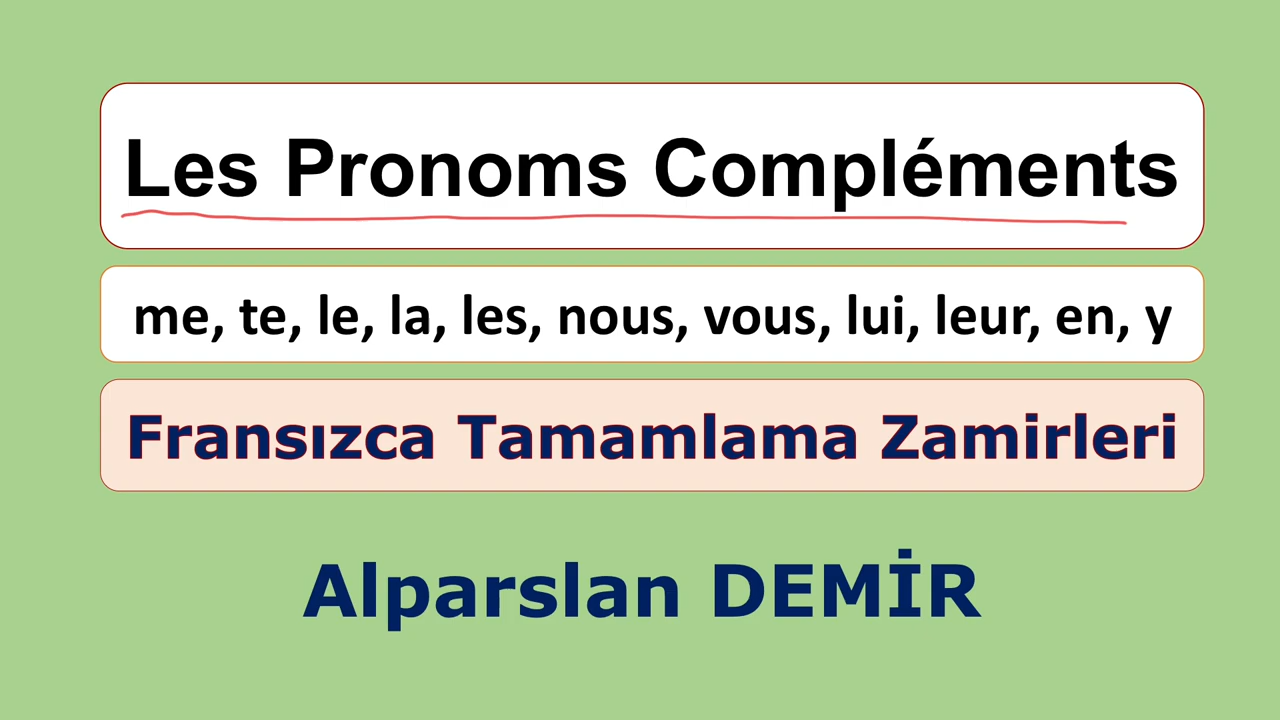 Les Pronoms Compléments
me, te, le, la, les, nous, vous, lui, leur, en, y
Fransızca Tamamlama Zamirleri
Alparslan DEMİR